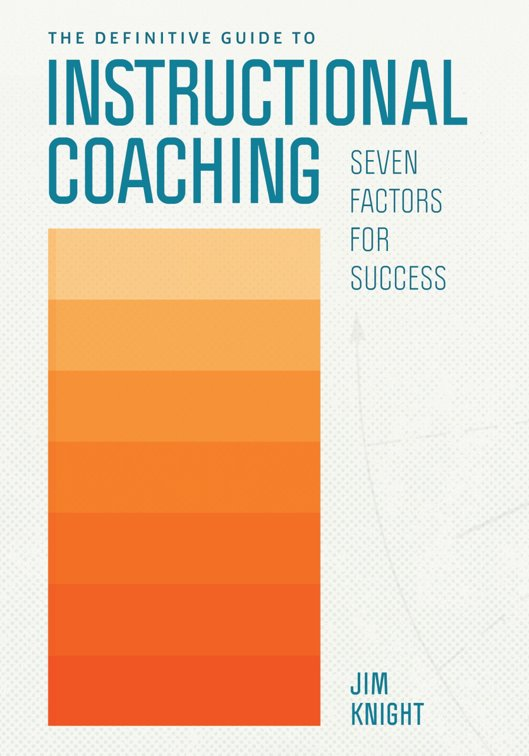 THE DEFINITIVE GUIDE TO
INSTRUCTIONAL
COACHING
SEVEN
FACTORS
FOR
SUCCESS
JIM
KNIGHT